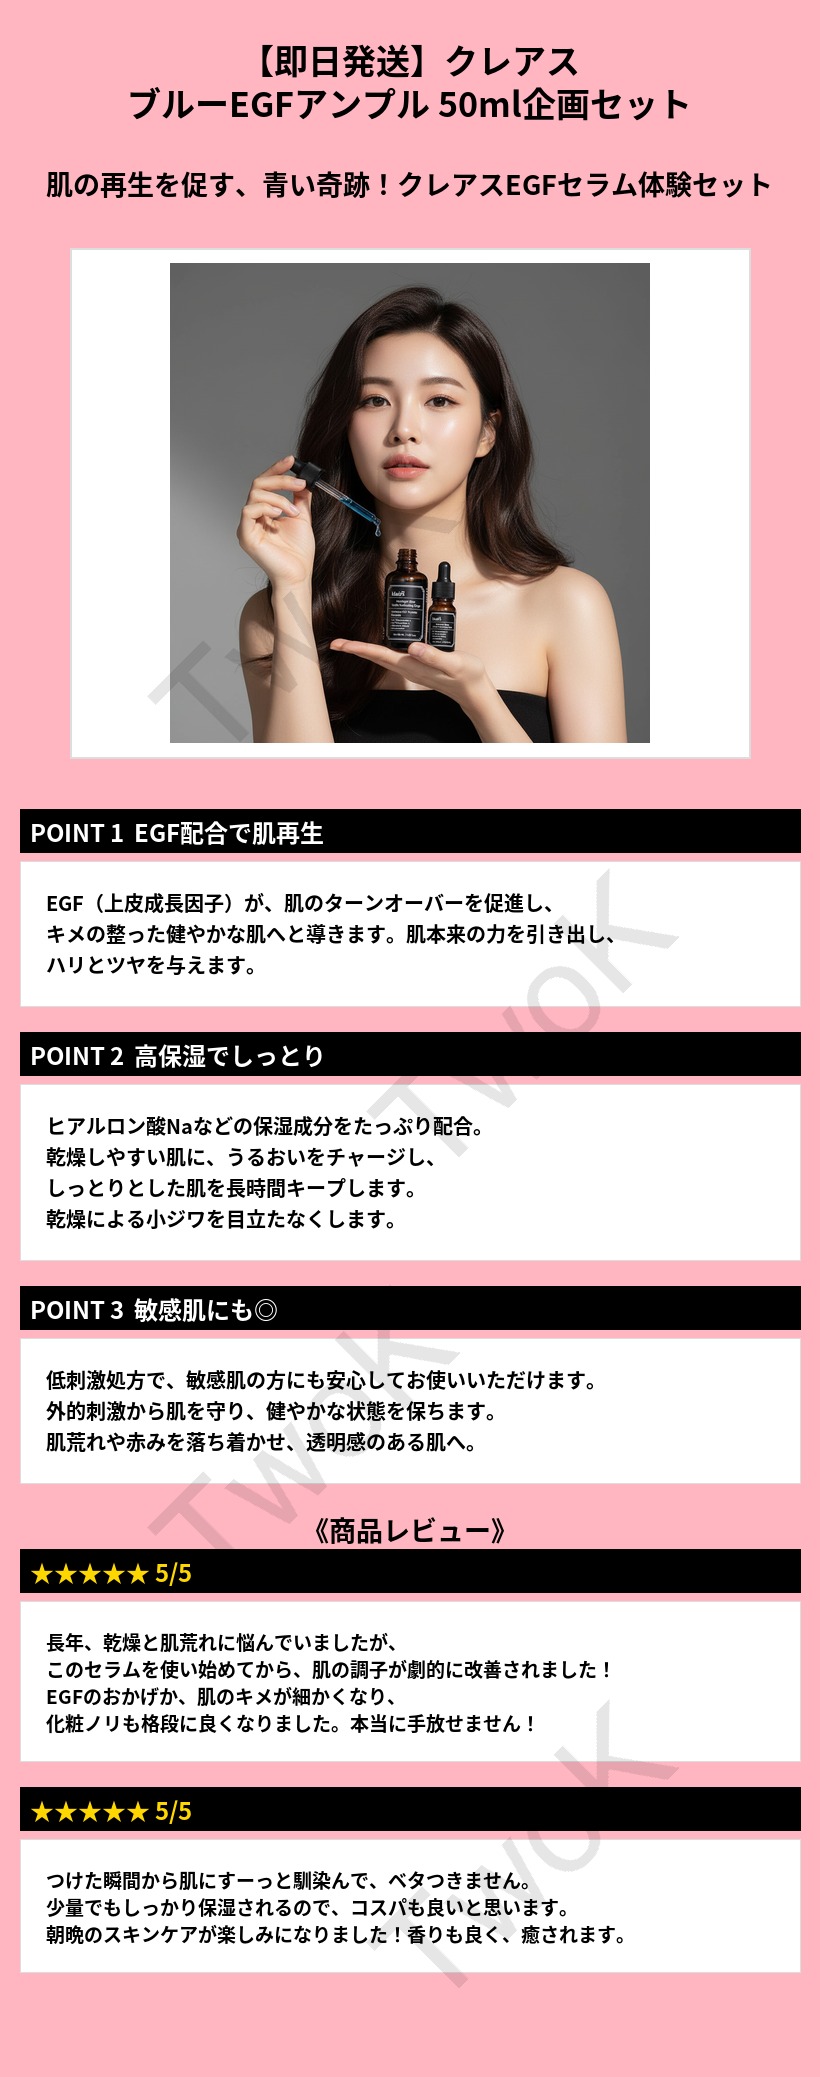 【即日発送】クレアス
ブルーEGFアンプル 50ml企画セット
肌の再生を促す、青い奇跡！クレアスEGFセラム体験セット
TwoK
POINT 1 EGF配合で肌再生
EGF（上皮成長因子）が、肌のターンオーバーを促進し、
キメの整った健やかな肌へと導きます。肌本来の力を引き出し、
ハリとツヤを与えます。
TwoK
POINT 2 高保湿でしっとり
ヒアルロン酸Naなどの保湿成分をたっぷり配合。
乾燥しやすい肌に、うるおいをチャージし、
しっとりとした肌を長時間キープします。
乾燥による小ジワを目立たなくします。
POINT 3 敏感肌にも◎
低刺激処方で、敏感肌の方にも安心してお使いいただけます。
外的刺激から肌を守り、健やかな状態を保ちます。
肌荒れや赤みを落ち着かせ、透明感のある肌へ。
TwoK
《商品レビュー》
★★★★★ 5/5
長年、乾燥と肌荒れに悩んでいましたが、
このセラムを使い始めてから、肌の調子が劇的に改善されました！
EGFのおかげか、肌のキメが細かくなり、
化粧ノリも格段に良くなりました。本当に手放せません！
★★★★★ 5/5
つけた瞬間から肌にすーっと馴染んで、ベタつきません。
少量でもしっかり保湿されるので、コスパも良いと思います。
朝晩のスキンケアが楽しみになりました！香りも良く、癒されます。
TwoK